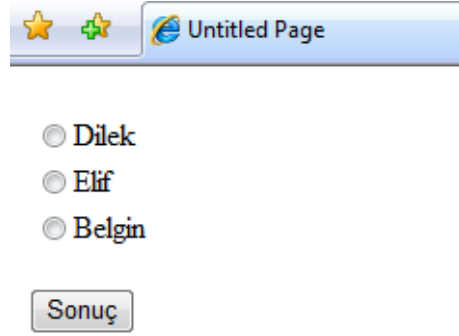 Untitled Page
Dilek
Elif
Belgin
Sonuç